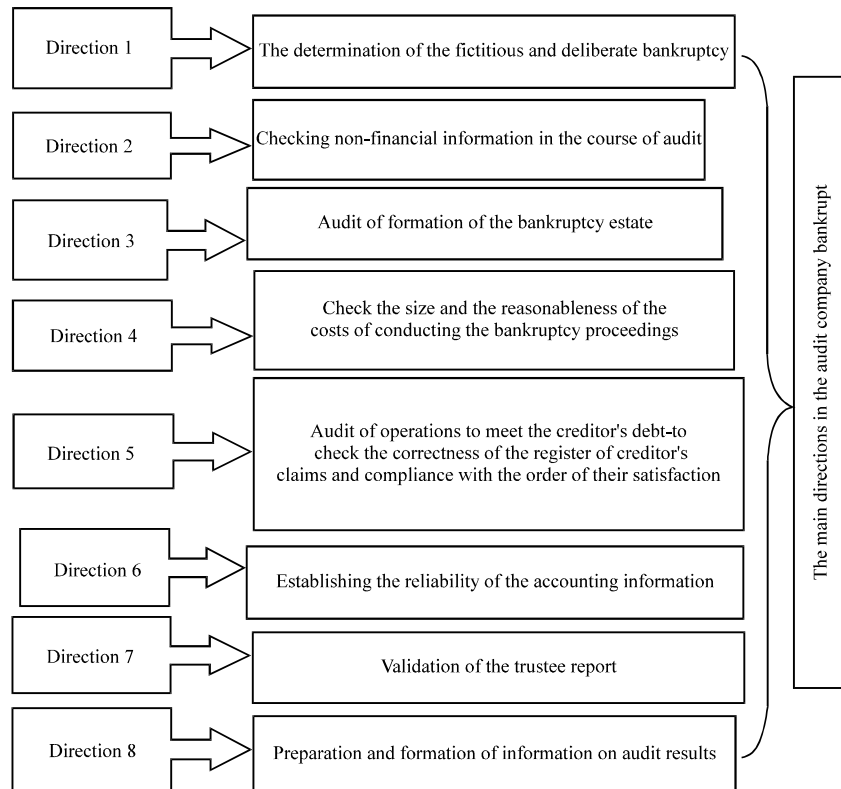 Direction 1
The determination of the fictitious and deliberate bankruptcy
Direction 2
Checking non-financial information in the course of audit
Direction 3
Audit of formation of the bankruptcy estate
Direction 4
Check the size and the reasonableness of the
costs of conducting the bankruptcy proceedings
Direction 5
Audit of operations to meet the creditor's debt-to
check the correctness of the register of creditor's
claims and compliance with the order of their satisfaction
Direction 6
Establishing the reliability of the accounting information
Direction 7
Validation of the trustee report
Direction 8
Preparation and formation of information on audit results
The main directions in the audit company bankrupt